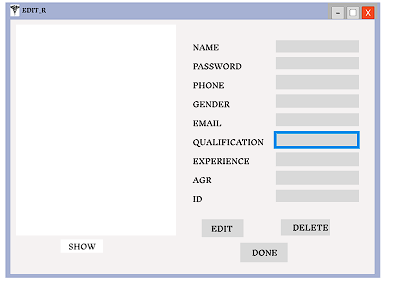 EDIT_R
NAME
PASSWORD
PHONE
GENDER
EMAIL
QUALIFICATION
EXPERIENCE
AGR
ID
EDIT DELETE
SHOW DONE